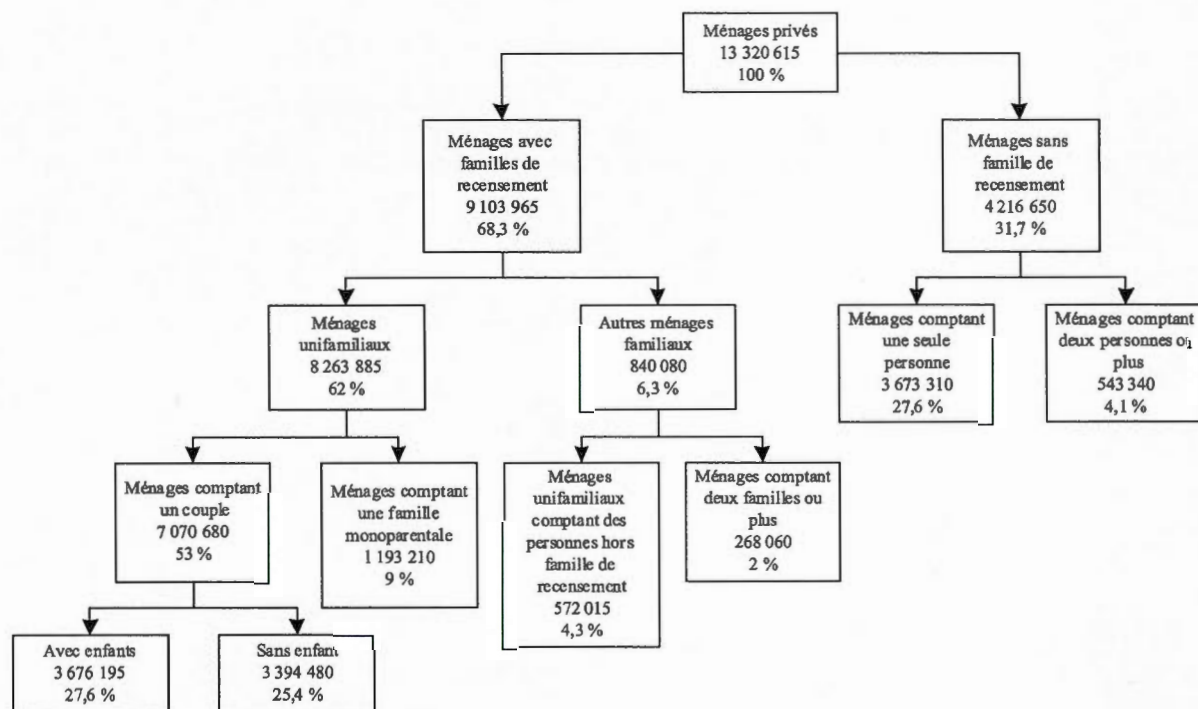 Ménages privés
13 320 615
100 %
Ménages avec
familles de
recensement
9 103 965
68,3 %
Ménages sans
famille de
recensement
4 216 650
31,7 %
Ménages
unifamiliaux
8 263 885
62 %
Autres ménages
familiaux
840 080
6,3 %
Ménages comptant
une seule
personne
3 673 310
27,6 %
Ménages comptant
deux personnes ou
plus
543 340
4,1 %
Ménages comptant
un couple
7 070 680
53 %
Ménages comptant
une famille
monoparentale
1 193 210
9 %
Ménages
unifamiliaux
comptant des
personnes hors
famille de
recensement
572 015
4,3 %
Ménages comptant
deux familles ou
plus
268 060
2 %
Avec enfants
3 676 195
27,6 %
Sans enfant
3 394 480
25,4 %